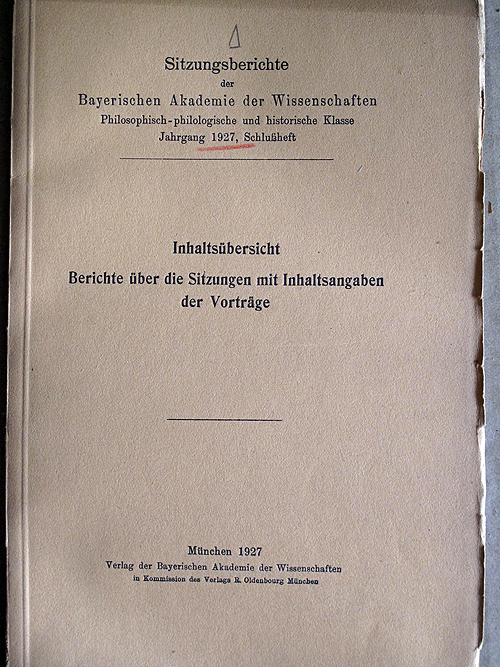 Sitzungsberichte
der
Bayerischen Akademie der Wissenschaften
Philosophisch-philologische und historische Klasse
Jahrgang 1927, Schlußheft
Inhaltsübersicht
Berichte über die Sitzungen mit Inhaltsangaben
der Vorträge
München 1927
Verlag der Bayerischen Akademie der Wissenschaften
in Kommission des Verlags R. Oldenbourg München